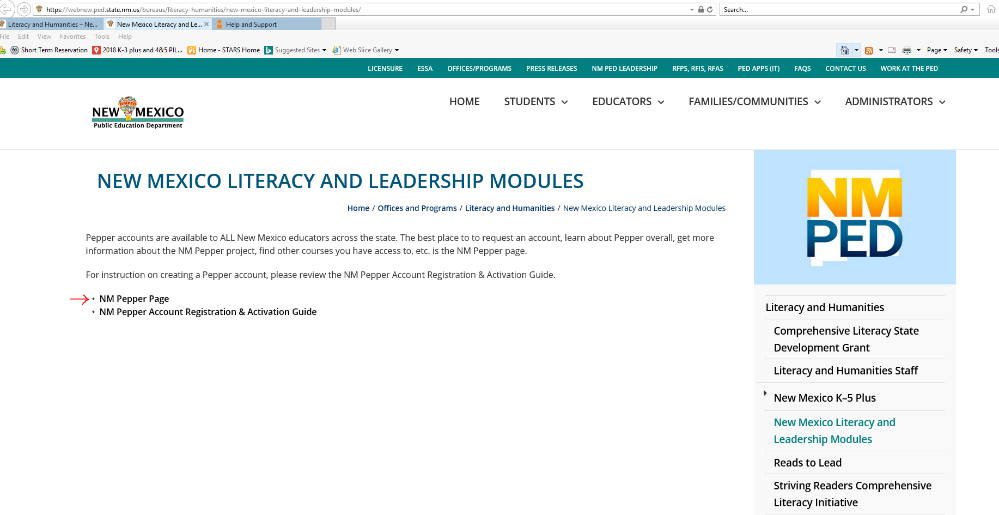 https://webnew.ped.state.nm.us/bureaus/literacy-humanities/new-mexico-literacy-and-leadership-modules/
Search...
Literacy and Humanities – Ne...
New Mexico Literacy and Le...
Help and Support
File Edit View Favorites Tools Help
Short Term Reservation
2018 K-3 plus and 4&5 PIL...
Home - STARS Home
Suggested Sites
Web Slice Gallery
Page
Safety
Tools
LICENSURE ESSA OFFICES/PROGRAMS PRESS RELEASES NM PED LEADERSHIP RFPS, RFIS, RFAS PED APPS (IT) FAQS CONTACT US WORK AT THE PED
NEW MEXICO
Public Education Department
HOME STUDENTS EDUCATORS FAMILIES/COMMUNITIES ADMINISTRATORS
NEW MEXICO LITERACY AND LEADERSHIP MODULES
Home / Offices and Programs / Literacy and Humanities / New Mexico Literacy and Leadership Modules
Pepper accounts are available to ALL New Mexico educators across the state. The best place to to request an account, learn about Pepper overall, get more
information about the NM Pepper project, find other courses you have access to, etc. is the NM Pepper page.
For instruction on creating a Pepper account, please review the NM Pepper Account Registration & Activation Guide.
• NM Pepper Page
• NM Pepper Account Registration & Activation Guide
NM
PED
Literacy and Humanities
Comprehensive Literacy State
Development Grant
Literacy and Humanities Staff
New Mexico K–5 Plus
New Mexico Literacy and
Leadership Modules
Reads to Lead
Striving Readers Comprehensive
Literacy Initiative